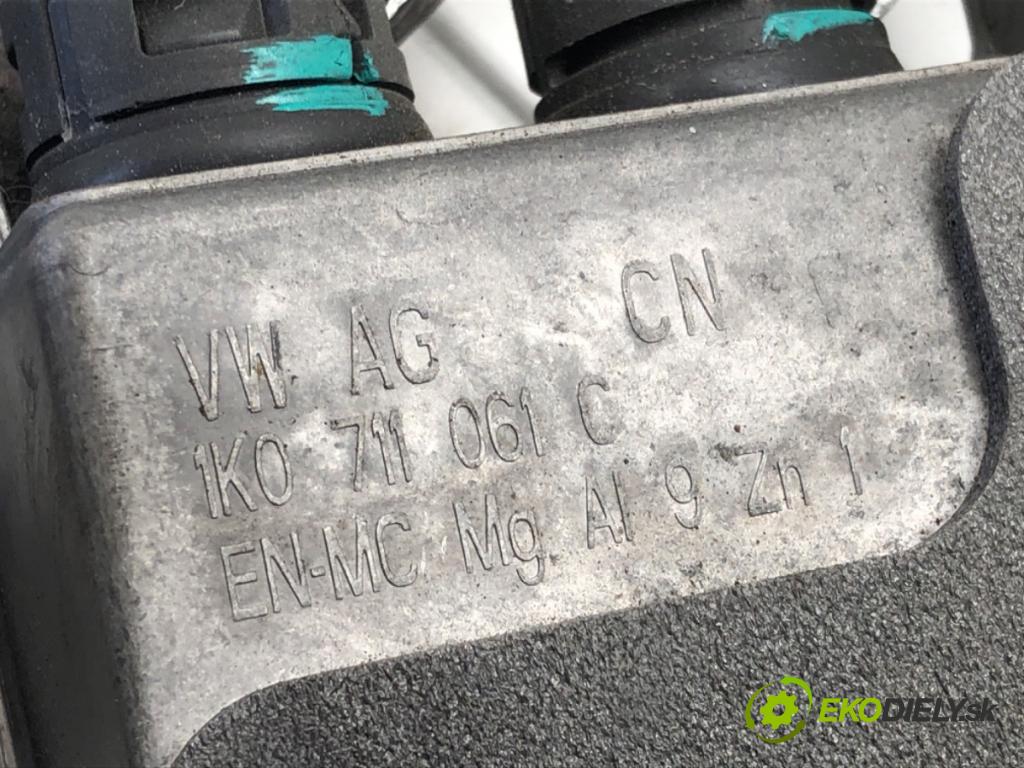 VW AG CN
1K0 711 061 C
EN-MC Mg Al 9 Zn 1
EKODIELY.sk